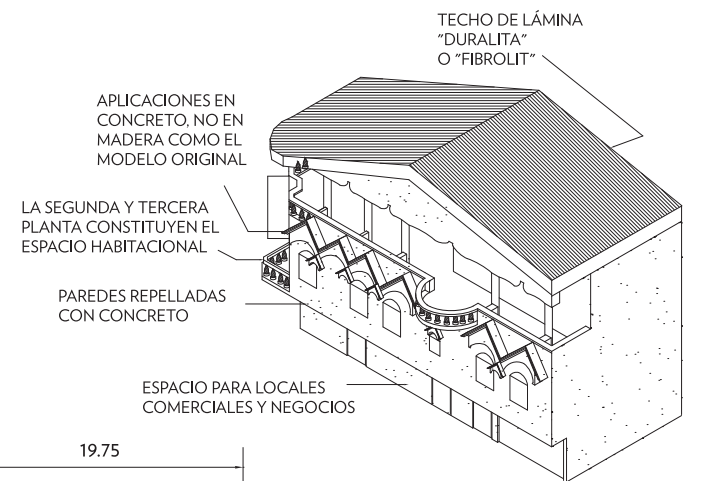 TECHO DE LÁMINA
"DURALITA"
O "FIBROLIT"
APLICACIONES EN
CONCRETO, NO EN
MADERA COMO EL
MODELO ORIGINAL
LA SEGUNDA Y TERCERA
PLANTA CONSTITUYEN EL
ESPACIO HABITACIONAL
PAREDES REPELLADAS
CON CONCRETO
ESPACIO PARA LOCALES
COMERCIALES Y NEGOCIOS
19.75